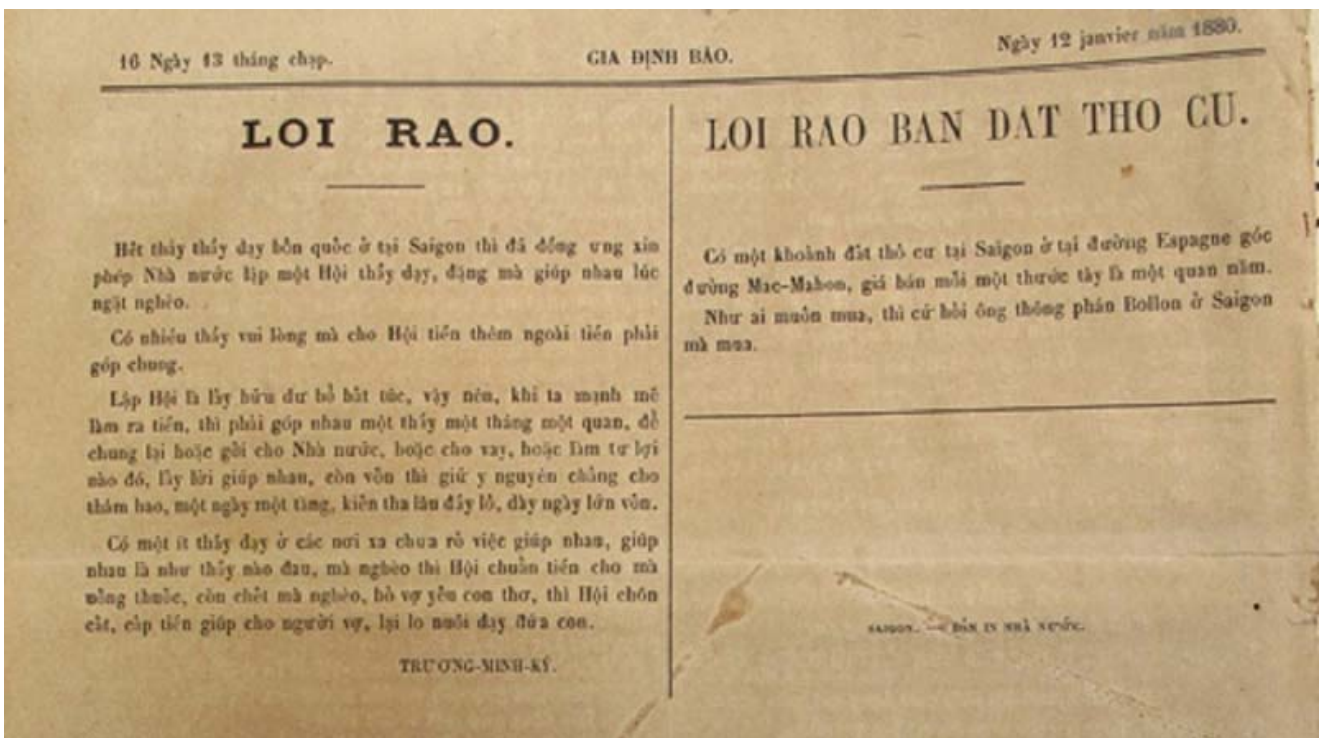 16 Ngày 13 tháng chạp.
GIA ĐỊNH BÁO.
Ngày 12 janvier năm 1880.
LOI RAO.
Hết thảy thầy dạy bổn quốc ở tại Saigon thì đã đồng ưng xin
phép Nhà nước lập một Hội thầy dạy, đặng mà giúp nhau lúc
ngặt nghèo.
Có nhiều thầy vui lòng mà cho Hội tiền thêm ngoài tiền phải
góp chung.
Lập Hội là lấy hữu dư bổ bất túc, vậy nên, khi ta mạnh mẽ
làm ra tiền, thì phải góp nhau một thầy một tháng một quan, để
chung lại hoặc gởi cho Nhà nước, hoặc cho vay, hoặc làm tư lợi
nào đó, lấy lời giúp nhau, còn vốn thì giữ y nguyên chẳng cho
thâm hao, một ngày một tăng, kiến tha lâu đầy lỗ, dày ngày lớn vốn.
Có một ít thầy dạy ở các nơi xa chưa rõ việc giúp nhau, giúp
nhau là như thầy nào đau, mà nghèo thì Hội chuẩn tiền cho mà
uống thuốc, còn chết mà nghèo, bỏ vợ yếu con thơ, thì Hội chôn
cất, cấp tiền giúp cho người vợ, lại lo nuôi dạy đứa con.
TRƯƠNG-MINH-KÝ.
LOI RAO BAN DAT THO CU.
Có một khoảnh đất thổ cư tại Saigon ở tại đường Espagne góc
đường Mac-Mahon, giá bán mỗi một thước tây là một quan năm.
Như ai muốn mua, thì cứ hỏi ông thông phán Bollon ở Saigon
mà mua.
SAIGON. — BẢN IN NHÀ NƯỚC.